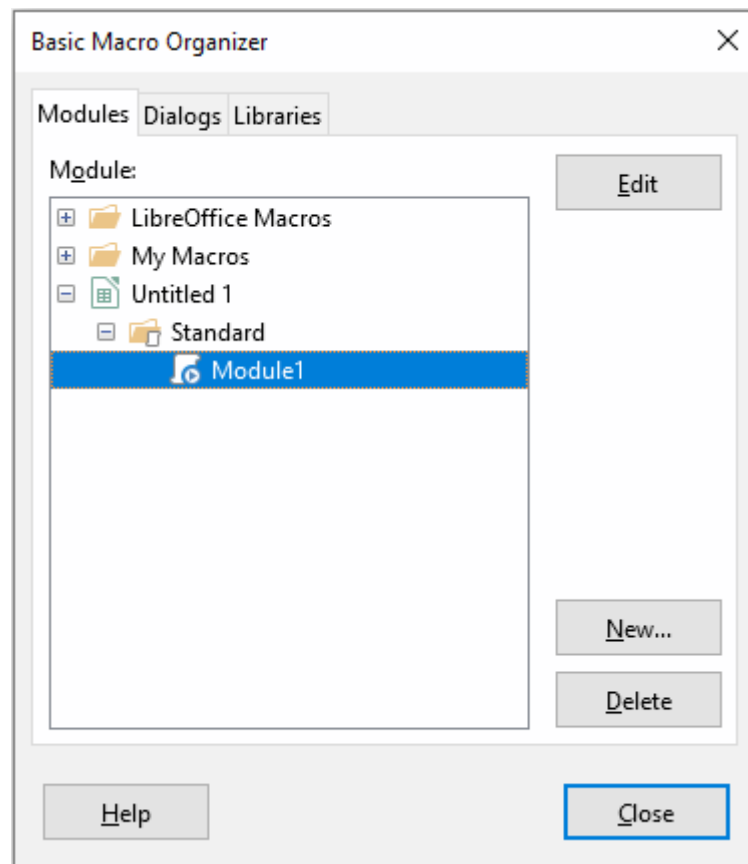 Basic Macro Organizer
Modules Dialogs Libraries
Module:
Edit
LibreOffice Macros
My Macros
Untitled 1
Standard
Module1
New...
Delete
Help
Close